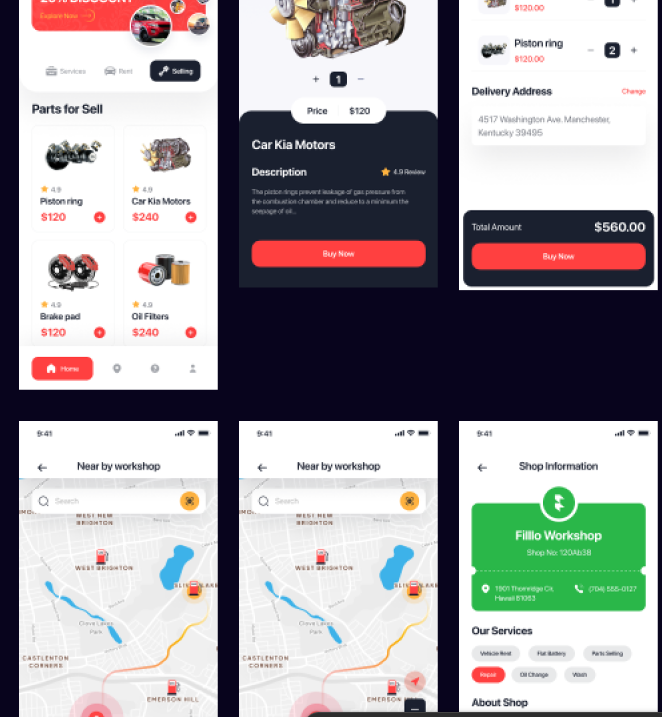 20% DISCOUNT
Explore Now
Services
Rent
Selling
Parts for Sell
4.9
Piston ring
$120
4.9
Car Kia Motors
$240
4.9
Brake pad
$120
4.9
Oil Filters
$240
Home
+ 1 −
Price $120
Car Kia Motors
Description
4.9 Review
The piston rings prevent leakage of gas pressure from
the combustion chamber and reduce to a minimum the
seepage of oil...
Buy Now
$120.00
− 1 +
Piston ring
$120.00
− 2 +
Delivery Address
Change
4517 Washington Ave. Manchester,
Kentucky 39495
Total Amount
$560.00
Buy Now
9:41
Near by workshop
Search
WEST NEW
BRIGHTON
WEST BRIGHTON
Clove Lakes
Park
CASTLENTON
CORNERS
EMERSON HILL
9:41
Near by workshop
Search
WEST NEW
BRIGHTON
WEST BRIGHTON
Clove Lakes
Park
CASTLENTON
CORNERS
EMERSON HILL
9:41
Shop Information
Filllo Workshop
Shop No: 120Ab38
1901 Thornridge Cir.
Hawaii 81063
(704) 555-0127
Our Services
Vehicle Rent
Flat Battery
Parts Selling
Repair
Oil Change
Wash
About Shop